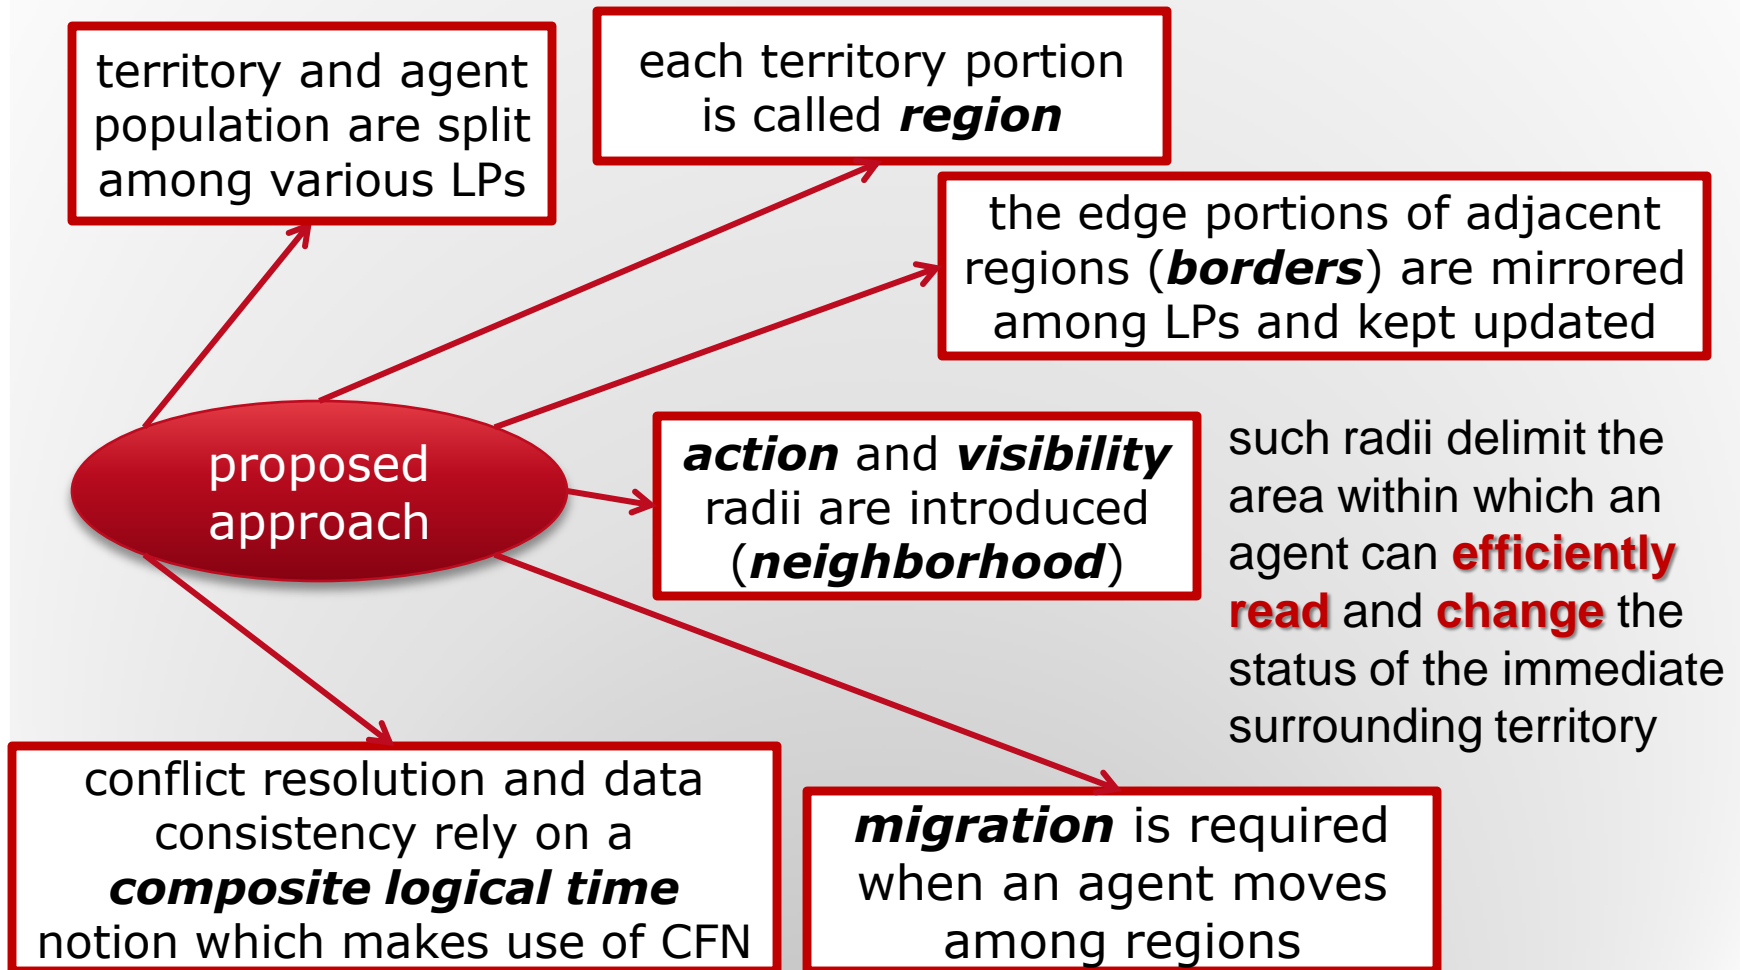 territory and agent
population are split
among various LPs
each territory portion
is called region
the edge portions of adjacent
regions (borders) are mirrored
among LPs and kept updated
proposed
approach
action and visibility
radii are introduced
(neighborhood)
such radii delimit the
area within which an
agent can efficiently
read and change the
status of the immediate
surrounding territory
conflict resolution and data
consistency rely on a
composite logical time
notion which makes use of CFN
migration is required
when an agent moves
among regions